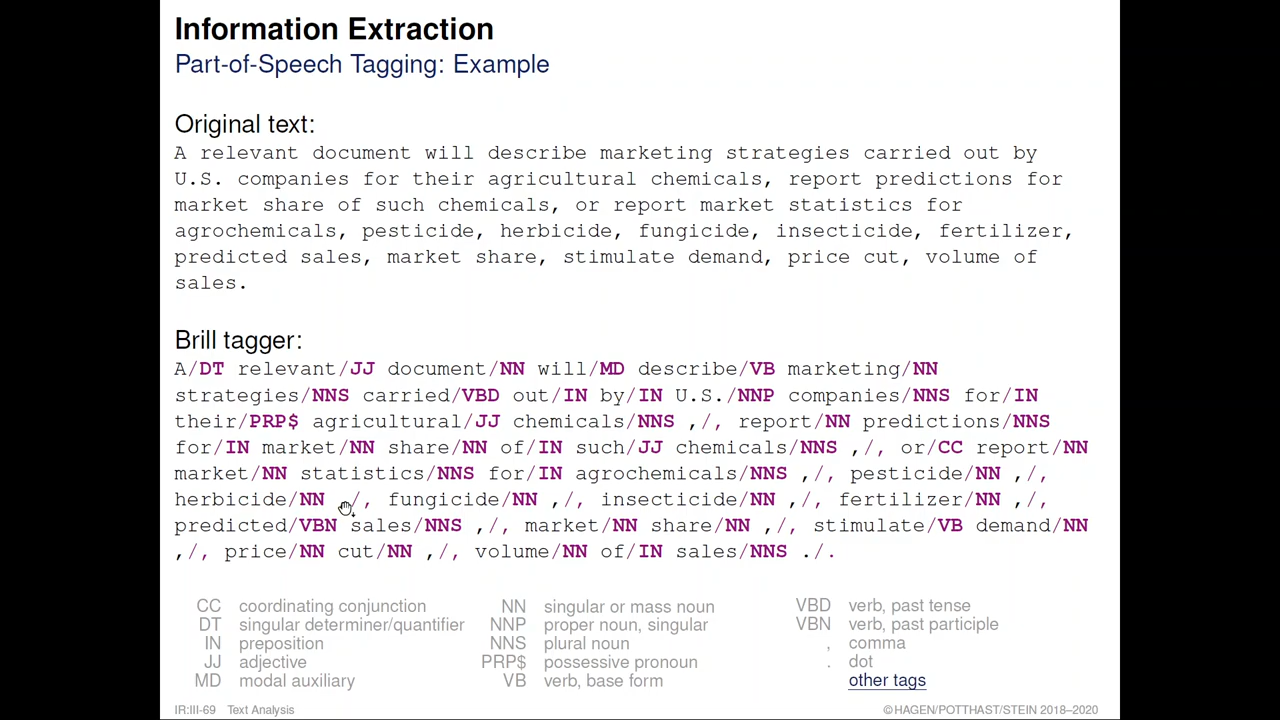 Information Extraction
Part-of-Speech Tagging: Example
Original text:
A relevant document will describe marketing strategies carried out by
U.S. companies for their agricultural chemicals, report predictions for
market share of such chemicals, or report market statistics for
agrochemicals, pesticide, herbicide, fungicide, insecticide, fertilizer,
predicted sales, market share, stimulate demand, price cut, volume of
sales.
Brill tagger:
A/DT relevant/JJ document/NN will/MD describe/VB marketing/NN
strategies/NNS carried/VBD out/IN by/IN U.S./NNP companies/NNS for/IN
their/PRP$ agricultural/JJ chemicals/NNS ,/, report/NN predictions/NNS
for/IN market/NN share/NN of/IN such/JJ chemicals/NNS ,/, or/CC report/NN
market/NN statistics/NNS for/IN agrochemicals/NNS ,/, pesticide/NN ,/,
herbicide/NN ,/, fungicide/NN ,/, insecticide/NN ,/, fertilizer/NN ,/,
predicted/VBN sales/NNS ,/, market/NN share/NN ,/, stimulate/VB demand/NN
,/, price/NN cut/NN ,/, volume/NN of/IN sales/NNS ./.
CC coordinating conjunction NN singular or mass noun VBD verb, past tense
DT singular determiner/quantifier NNP proper noun, singular VBN verb, past participle
IN preposition NNS plural noun , comma
JJ adjective PRP$ possessive pronoun . dot
MD modal auxiliary VB verb, base form other tags
IR:III-69 Text Analysis ©HAGEN/POTTHAST/STEIN 2018–2020